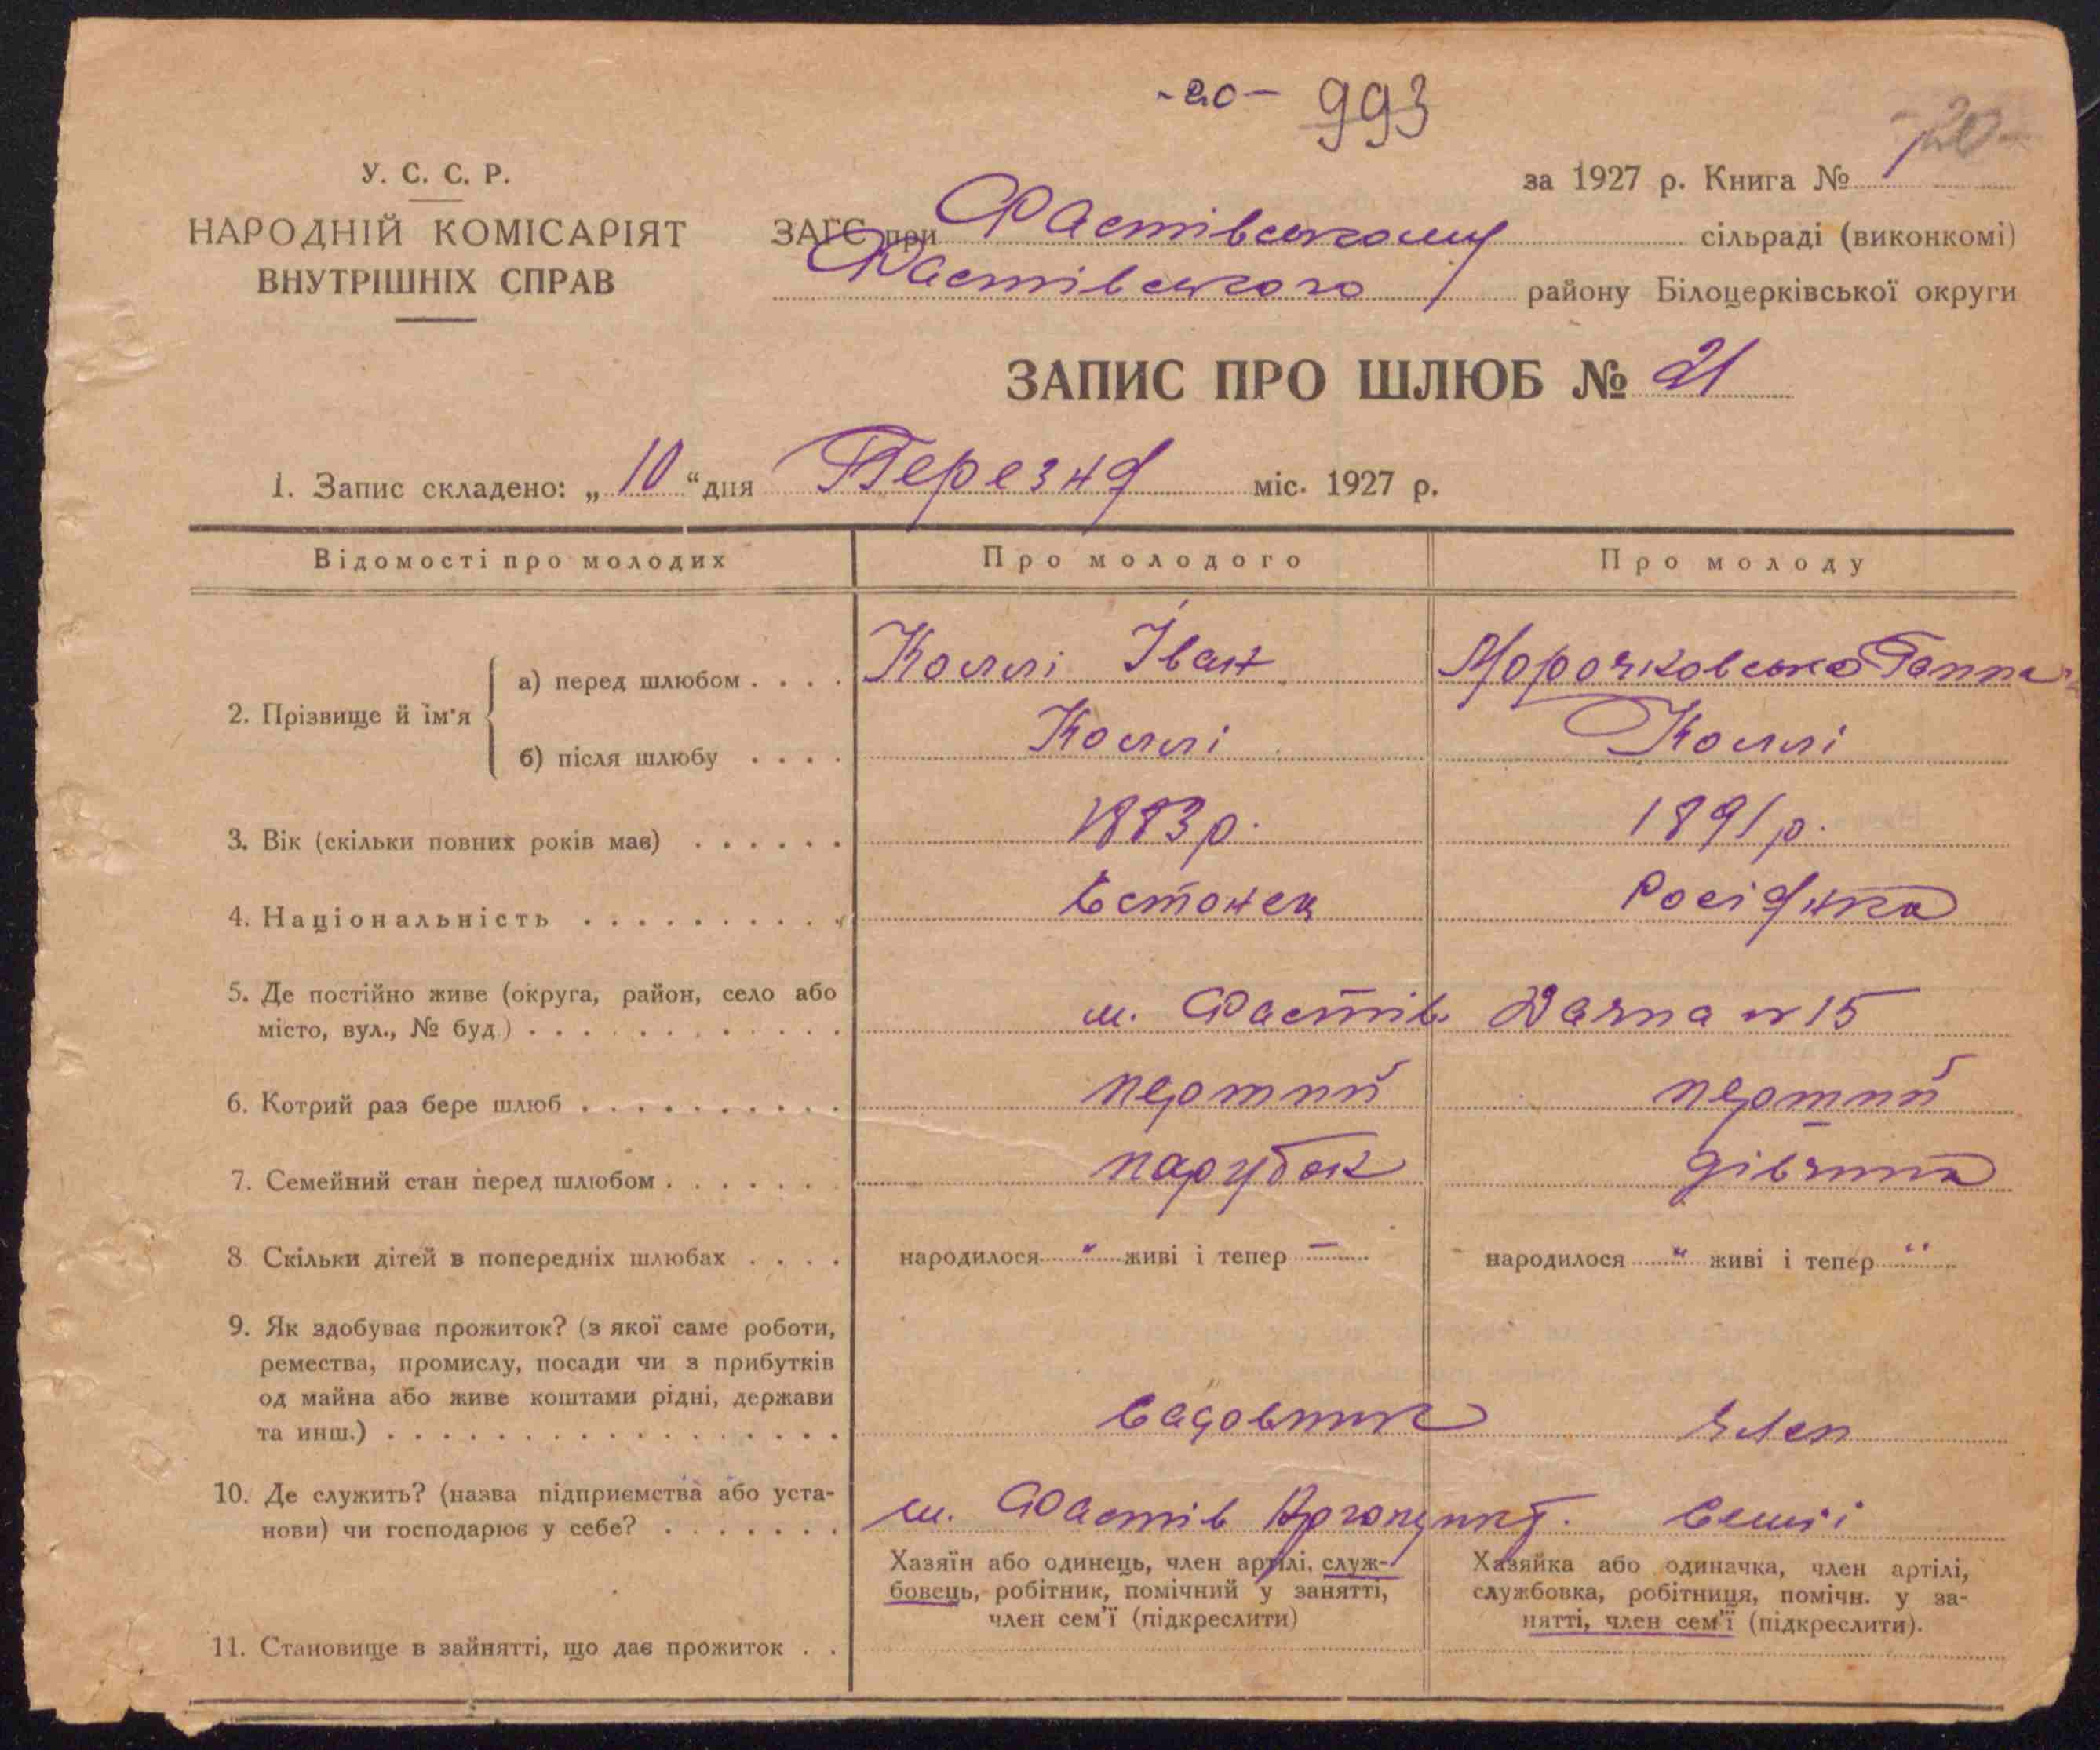 -20- 993
-20-
У. С. С. Р.
НАРОДНІЙ КОМІСАРІЯТ
ВНУТРІШНІХ СПРАВ
за 1927 р. Книга № 1
ЗАГС при Фастівському сільраді (виконкомі)
Фастівського району Білоцерківської округи
ЗАПИС ПРО ШЛЮБ № 21
1. Запис складено: „ 10 “ дня Березня міс. 1927 р.
Відомості про молодих Про молодого Про молоду
2. Прізвище й ім'я
а) перед шлюбом . . . . Коллі Іван Морочковська Ганна
б) після шлюбу . . . . Коллі Коллі
3. Вік (скільки повних років має) . . . . . . 1883 р. 1891 р.
4. Національність . . . . . . . . . . Естонец Росіянка
5. Де постійно живе (округа, район, село або
місто, вул., № буд.) . . . . . . . . . . . . м. Фастів Дачна № 15
6. Котрий раз бере шлюб . . . . . . . . . . перший перший
7. Семейний стан перед шлюбом . . . . . . . парубок дівчина
8 Скільки дітей в попередніх шлюбах . . . . народилося " живі і тепер — народилося " живі і тепер "
9. Як здобуває прожиток? (з якої саме роботи,
ремества, промислу, посади чи з прибутків
од майна або живе коштами рідні, держави
та инш.) . . . . . . . . . . . . . . . . . садовник член
10. Де служить? (назва підприємства або уста-
нови) чи господарює у себе? . . . . . . . м. Фастів Агропункт. семьі
Хазяїн або одинець, член артілі, служ-
бовець, робітник, помічний у занятті,
член сем'ї (підкреслити)
Хазяйка або одиначка, член артілі,
службовка, робітниця, помічн. у за-
нятті, член сем'ї (підкреслити).
11. Становище в зайнятті, що дає прожиток . .